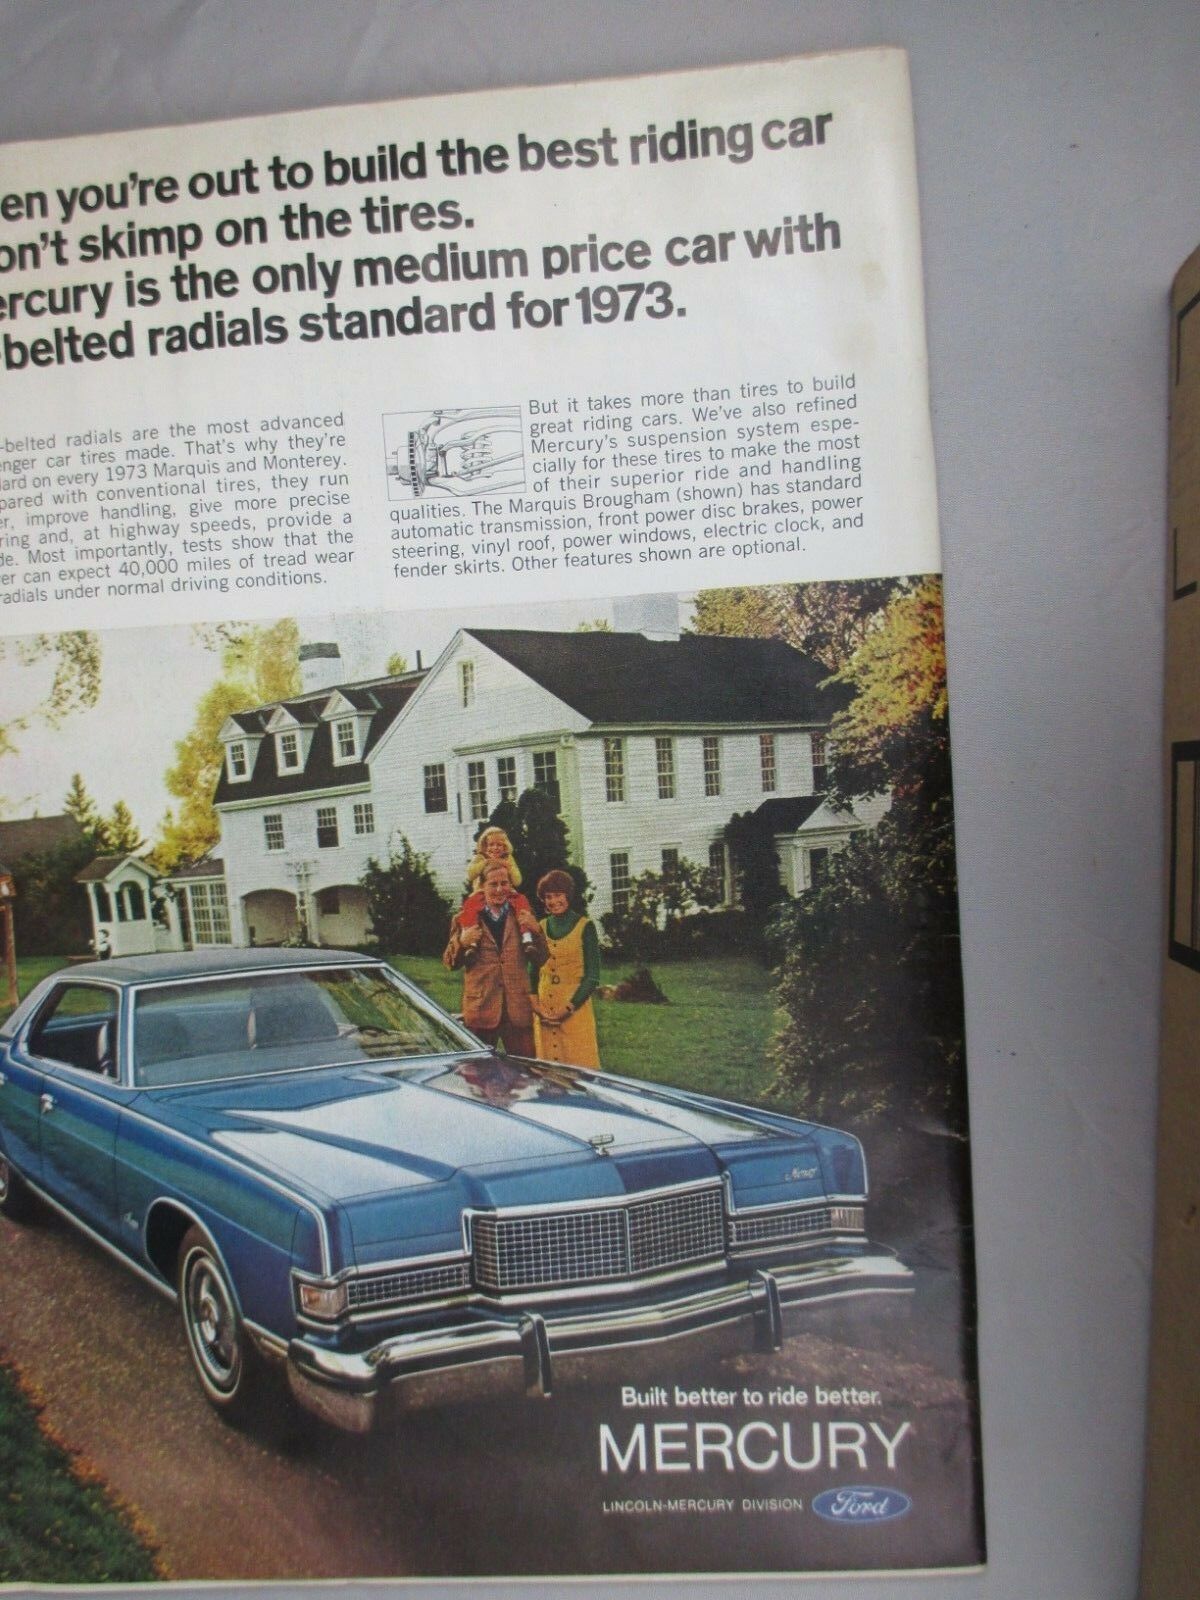 en you're out to build the best riding car
on't skimp on the tires.
ercury is the only medium price car with
-belted radials standard for 1973.
-belted radials are the most advanced
enger car tires made. That's why they're
lard on every 1973 Marquis and Monterey.
pared with conventional tires, they run
er, improve handling, give more precise
ring and, at highway speeds, provide a
de. Most importantly, tests show that the
er can expect 40,000 miles of tread wear
radials under normal driving conditions.
But it takes more than tires to build
great riding cars. We've also refined
Mercury's suspension system espe-
cially for these tires to make the most
of their superior ride and handling
qualities. The Marquis Brougham (shown) has standard
automatic transmission, front power disc brakes, power
steering, vinyl roof, power windows, electric clock, and
fender skirts. Other features shown are optional.
Mercury
Built better to ride better.
MERCURY
LINCOLN-MERCURY DIVISION Ford